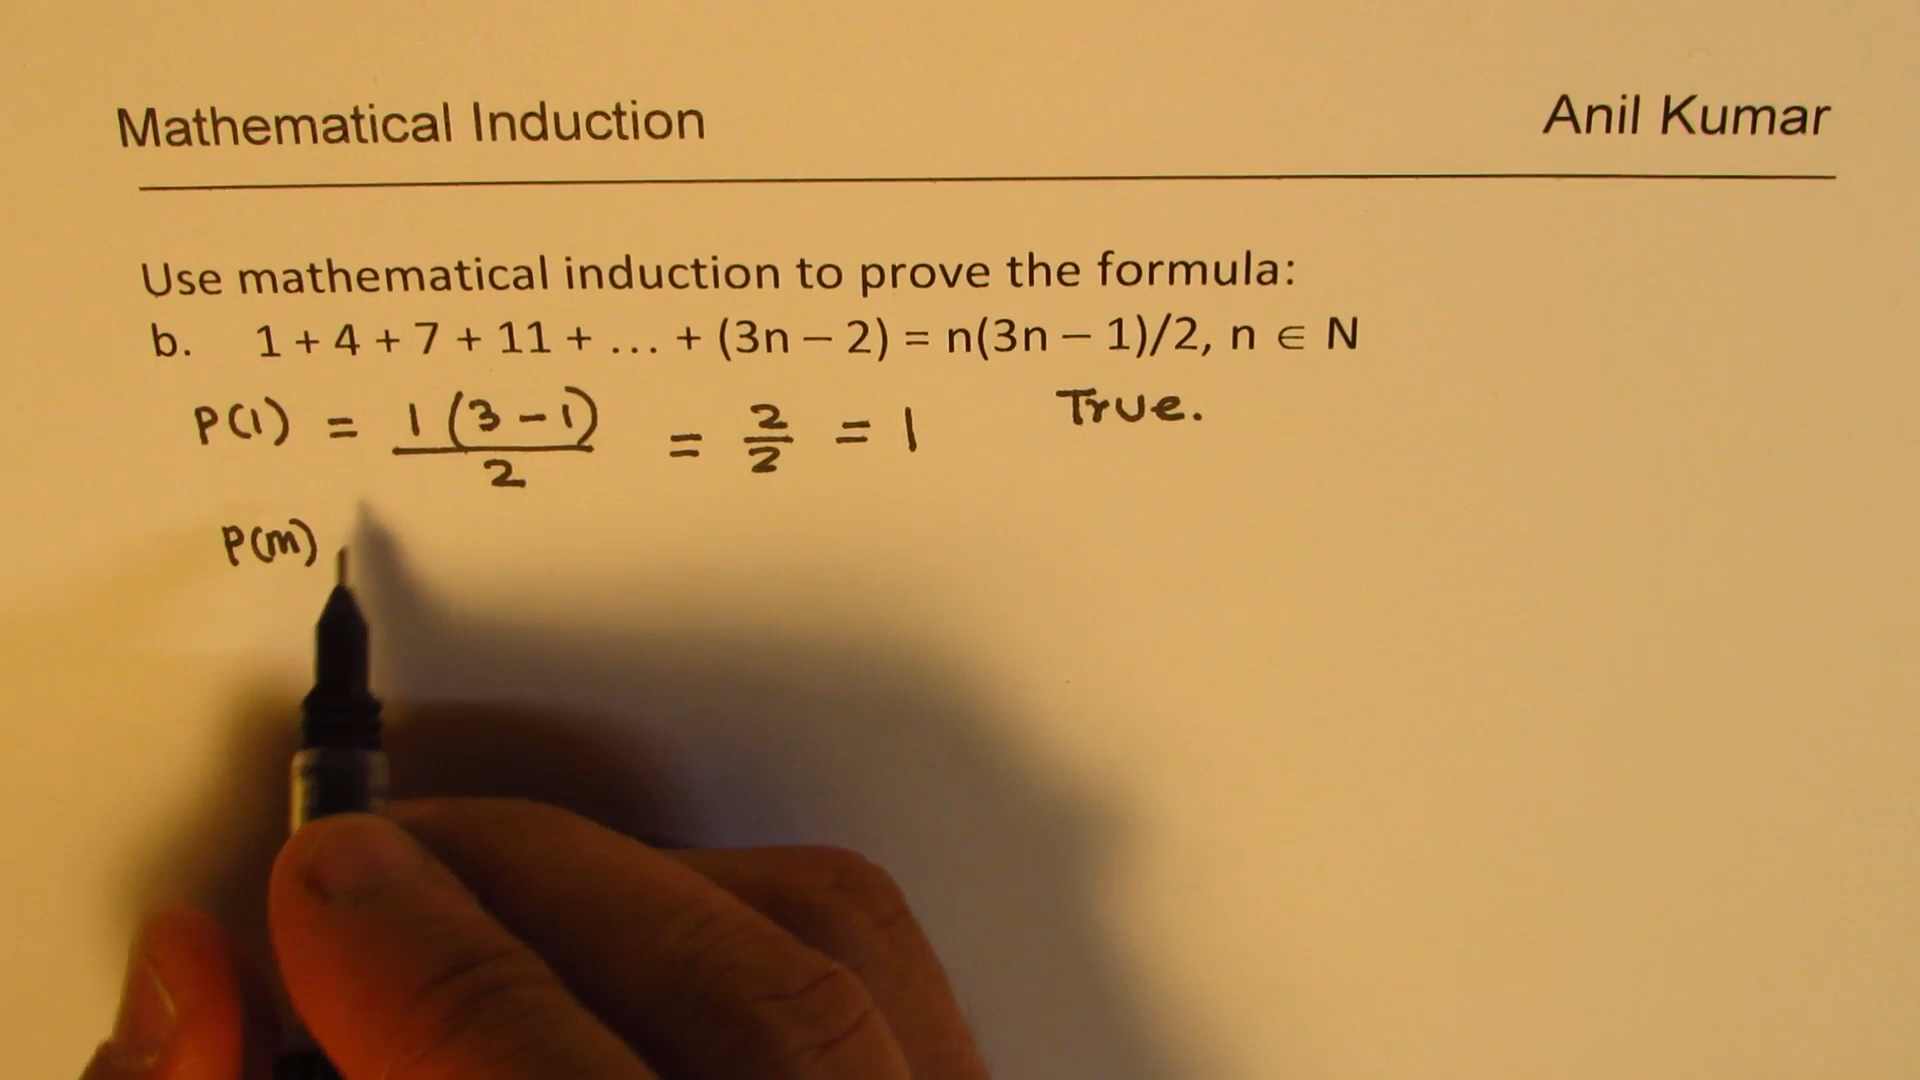 Mathematical Induction
Anil Kumar
Use mathematical induction to prove the formula:
b. 1 + 4 + 7 + 11 + ... + (3n – 2) = n(3n – 1)/2, n ∈ N
P(1) = 1 (3 - 1) / 2 = 2/2 = 1 True.
P(m)